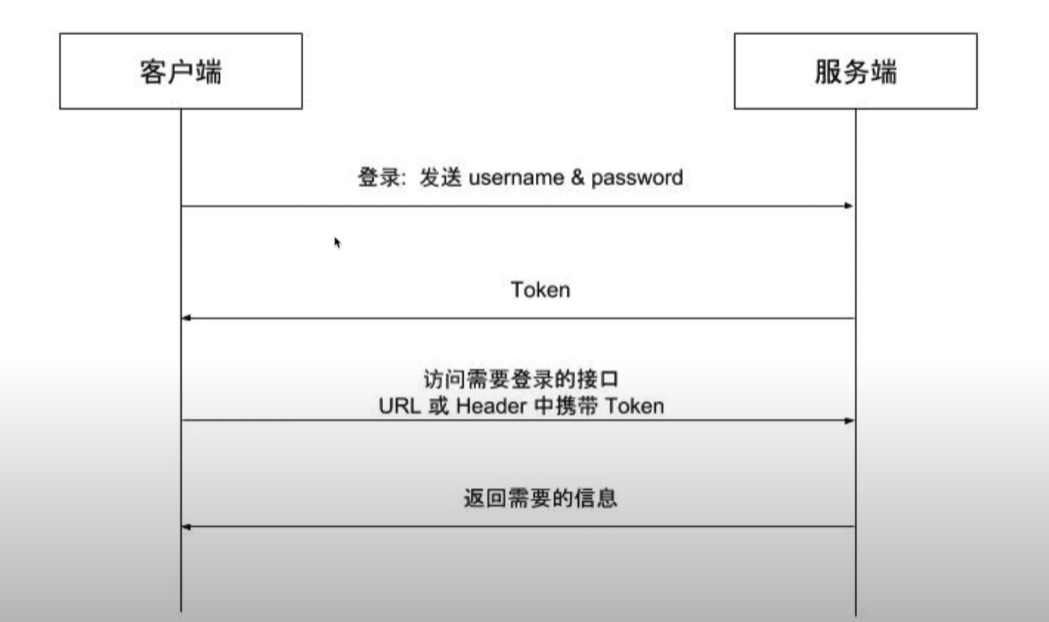 客户端
服务端
登录: 发送 username & password
Token
访问需要登录的接口
URL 或 Header 中携带 Token
返回需要的信息